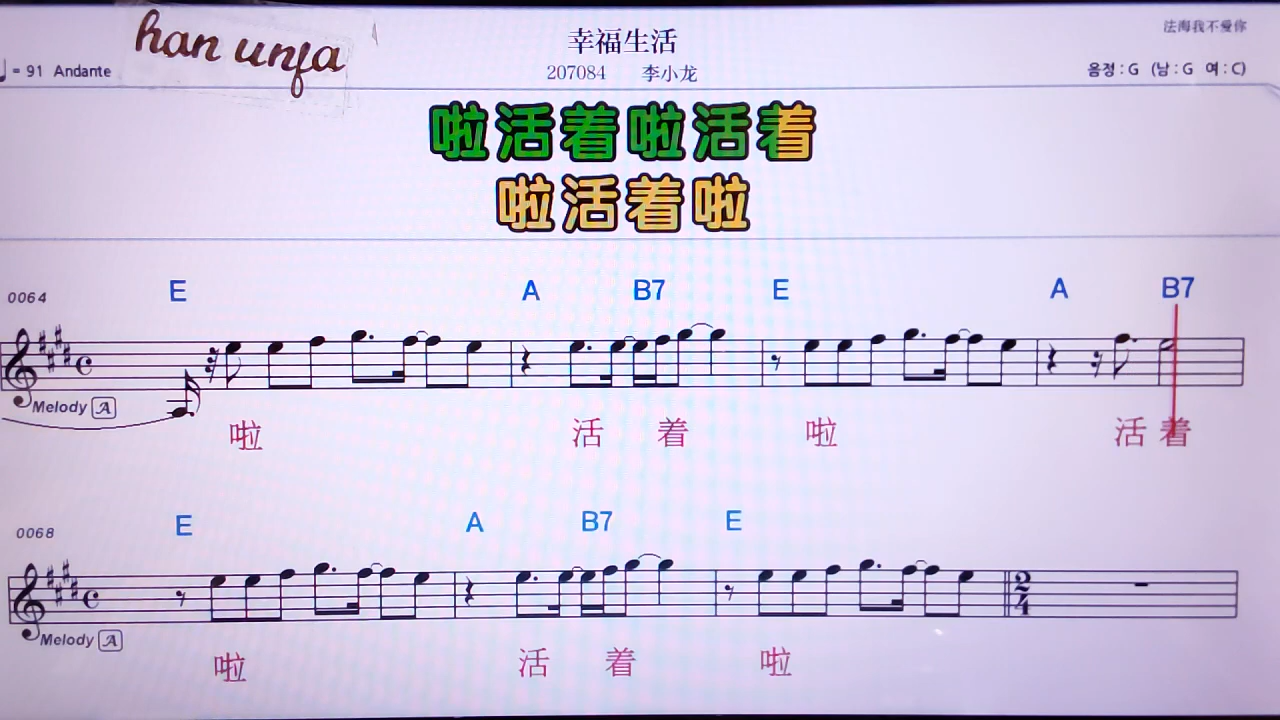 han unfa
幸福生活
法海我不爱你
207084 李小龙
♩= 91 Andante
음정 : G (남 : G 여 : C)
啦活着啦活着
啦活着啦
E A B7 E A B7
0064
Melody A
啦 活 着 啦 活 着
E A B7 E
0068
2
4
Melody A
啦 活 着 啦